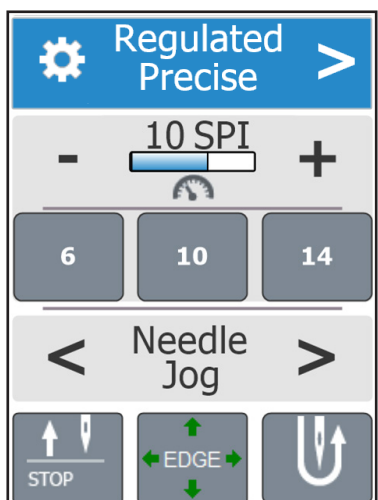 Regulated
Precise
>
- 10 SPI +
6 10 14
< Needle >
Jog
STOP
EDGE